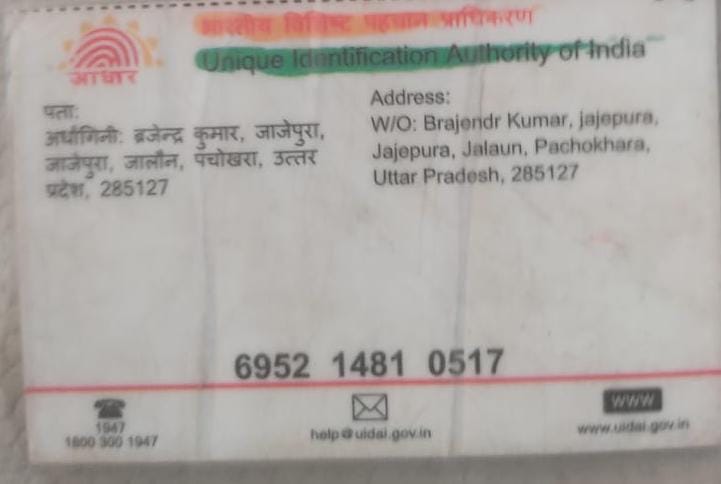 भारतीय विशिष्ट पहचान प्राधिकरण
Unique Identification Authority of India
आधार
पता:
अर्धांगिनी: ब्रजेन्द्र कुमार, जाजेपुरा,
जाजेपुरा, जालौन, पचोखरा, उत्तर
प्रदेश, 285127
Address:
W/O: Brajendr Kumar, jajepura,
Jajepura, Jalaun, Pachokhara,
Uttar Pradesh, 285127
6952 1481 0517
1947
1800 300 1947
help@uidai.gov.in
www
www.uidai.gov.in